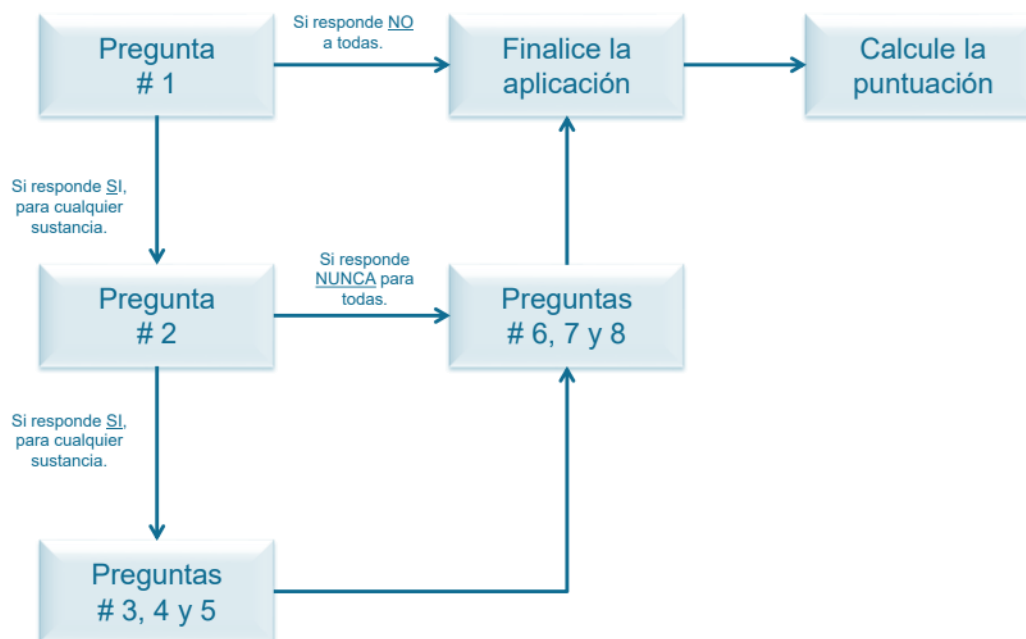 Pregunta
# 1
Si responde NO
a todas.
Finalice la
aplicación
Calcule la
puntuación
Si responde SI,
para cualquier
sustancia.
Pregunta
# 2
Si responde
NUNCA para
todas.
Preguntas
# 6, 7 y 8
Si responde SI,
para cualquier
sustancia.
Preguntas
# 3, 4 y 5